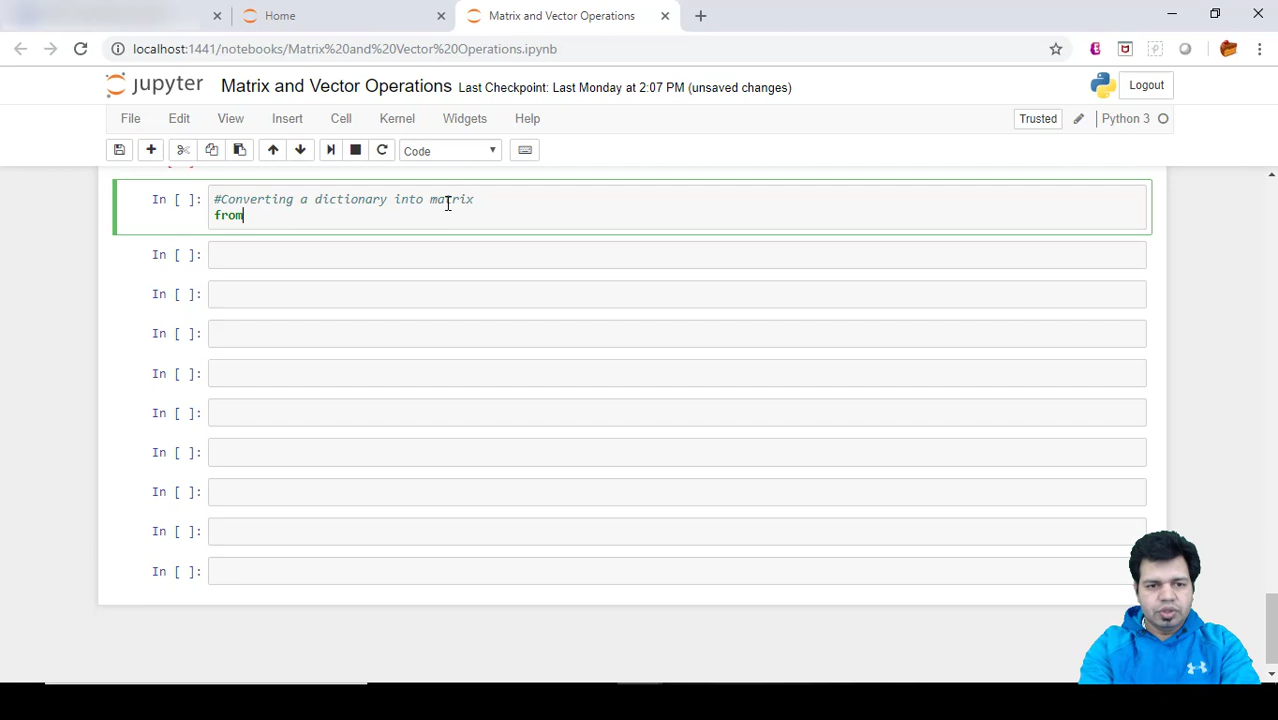 Home
Matrix and Vector Operations
localhost:1441/notebooks/Matrix%20and%20Vector%20Operations.ipynb
jupyter Matrix and Vector Operations Last Checkpoint: Last Monday at 2:07 PM (unsaved changes)
Logout
File Edit View Insert Cell Kernel Widgets Help
Trusted Python 3
Code
In [ ]: #Converting a dictionary into matrix
from
In [ ]:
In [ ]:
In [ ]:
In [ ]:
In [ ]:
In [ ]:
In [ ]:
In [ ]:
In [ ]: